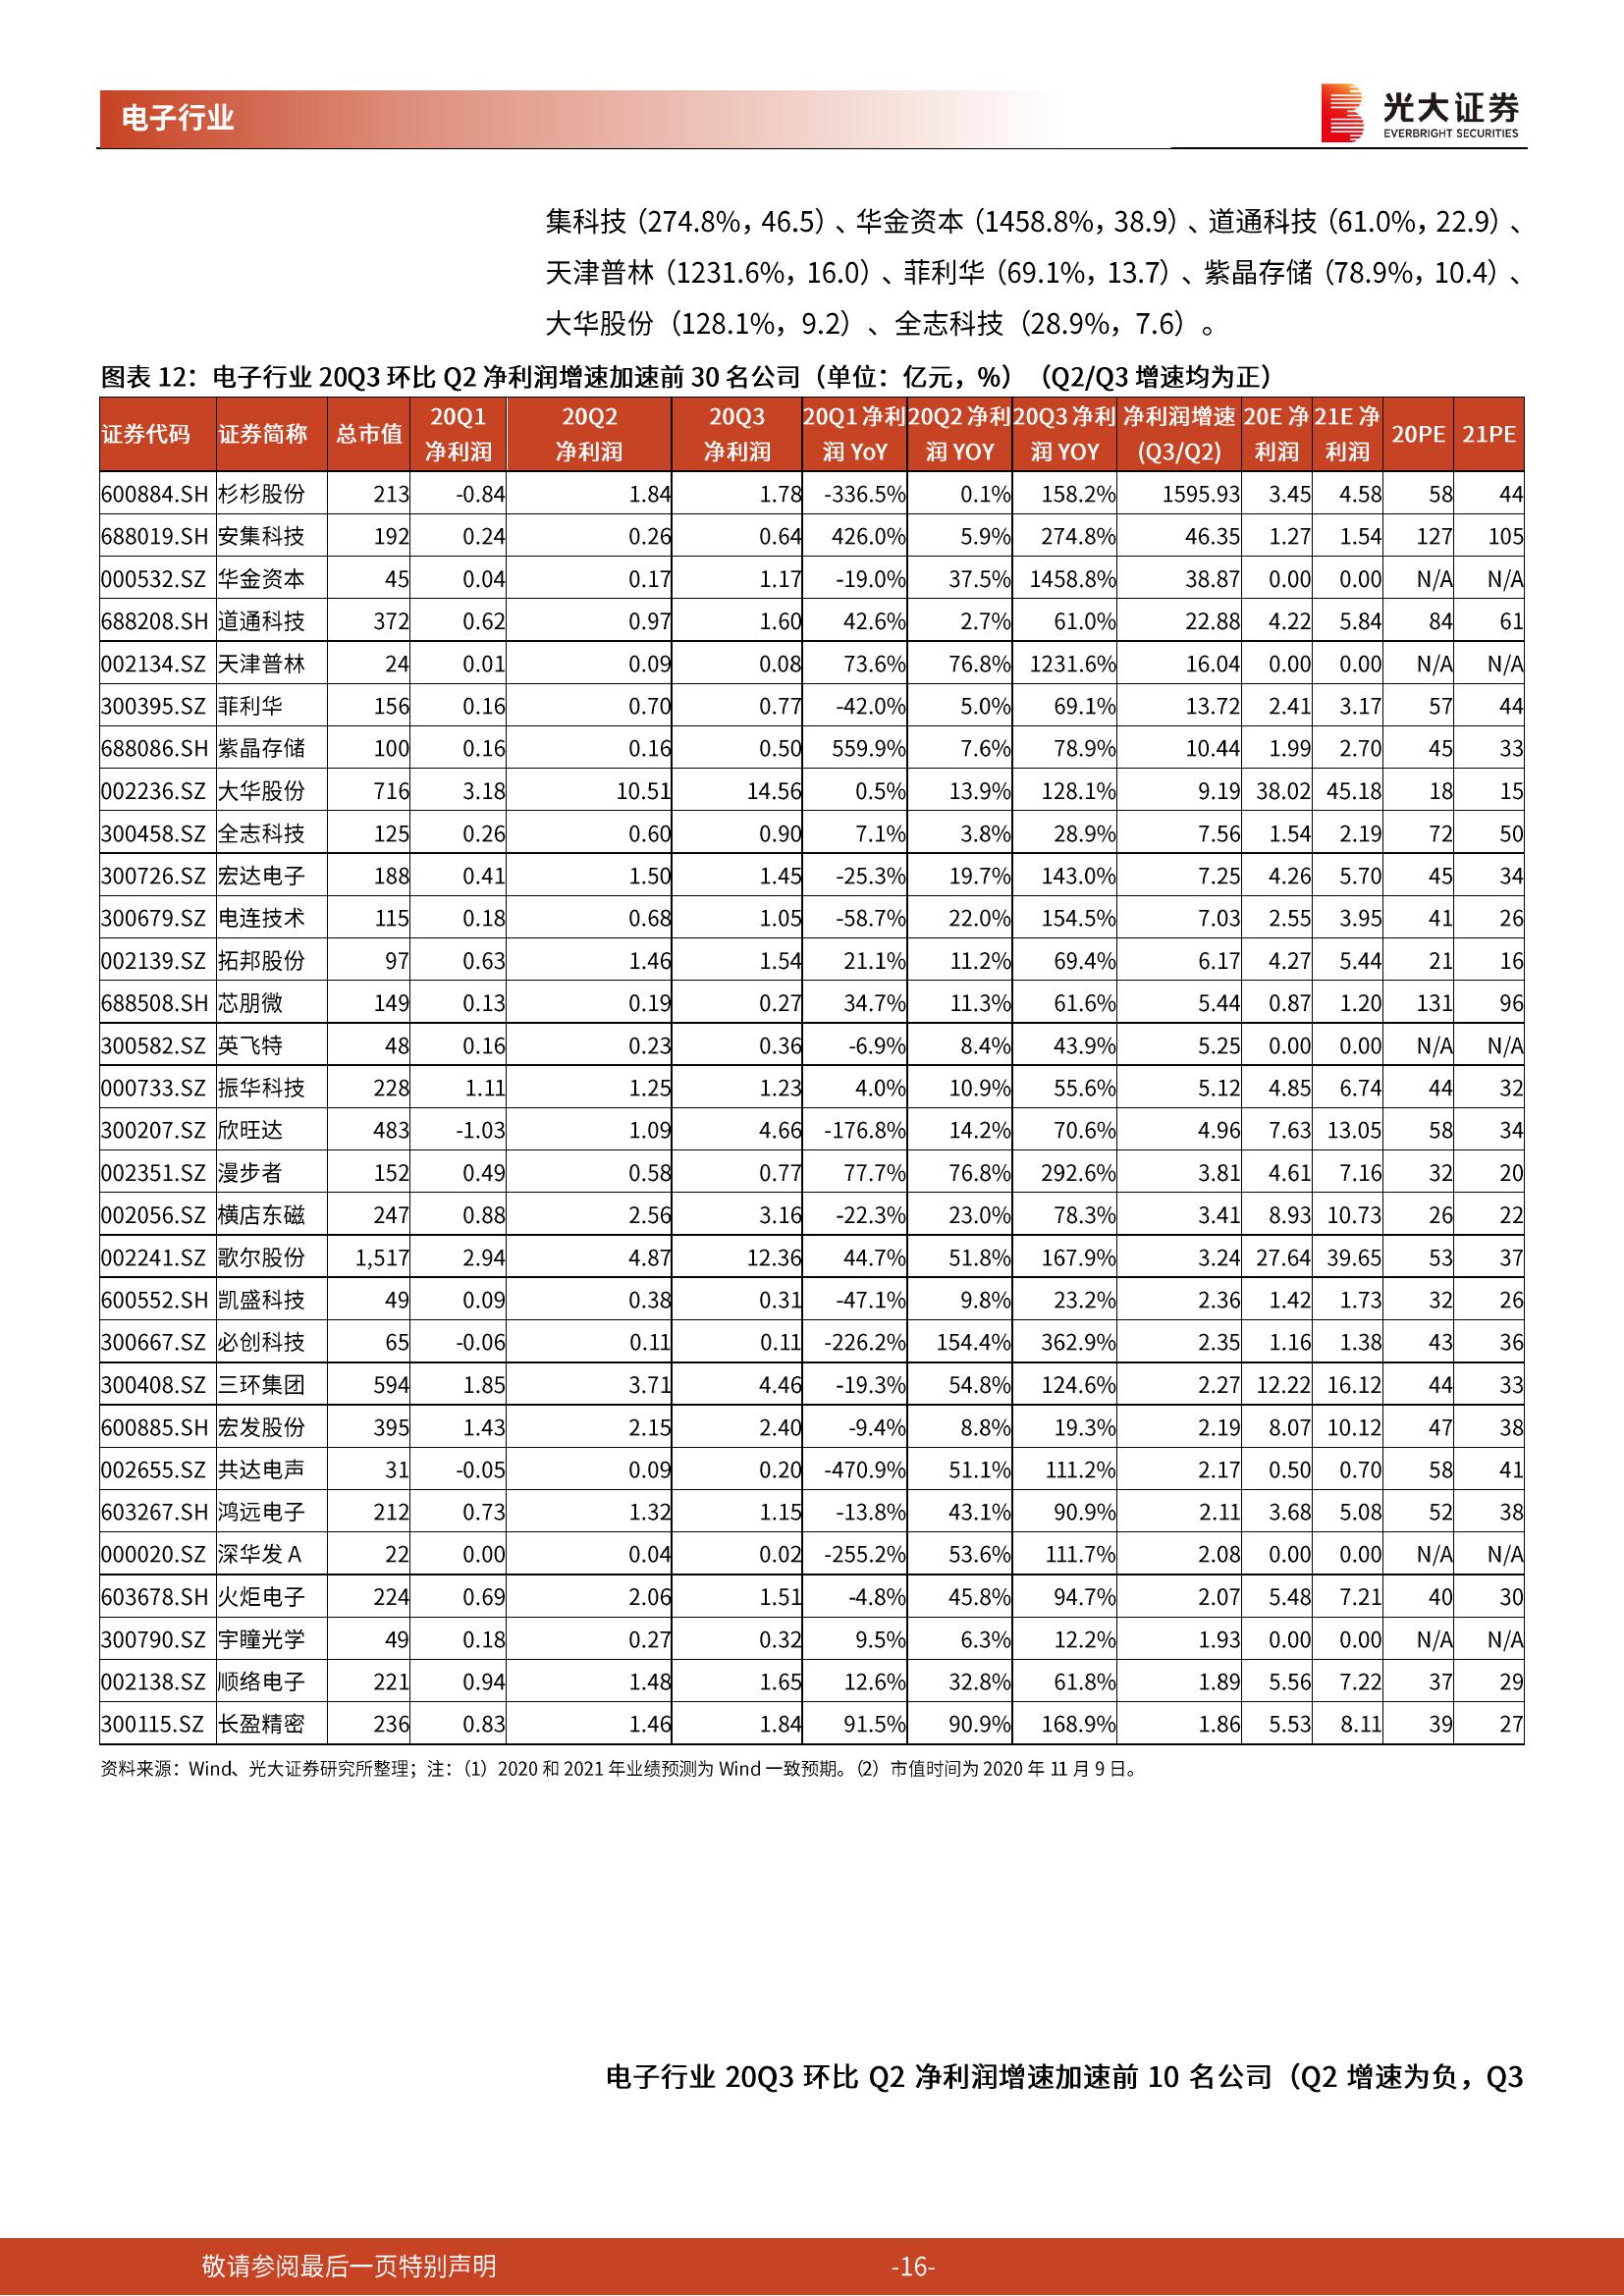 电子行业
光大证券
EVERBRIGHT SECURITIES
集科技（274.8%，46.5）、华金资本（1458.8%，38.9）、道通科技（61.0%，22.9）、
天津普林（1231.6%，16.0）、菲利华（69.1%，13.7）、紫晶存储（78.9%，10.4）、
大华股份（128.1%，9.2）、全志科技（28.9%，7.6）。
图表 12：电子行业 20Q3 环比 Q2 净利润增速加速前 30 名公司（单位：亿元，%）（Q2/Q3 增速均为正）
证券代码 证券简称 总市值 20Q1 净利润 20Q2 净利润 20Q3 净利润 20Q1 净利润 YoY 20Q2 净利润 YOY 20Q3 净利润 YOY 净利润增速 (Q3/Q2) 20E 净利润 21E 净利润 20PE 21PE
600884.SH 杉杉股份 213 -0.84 1.84 1.78 -336.5% 0.1% 158.2% 1595.93 3.45 4.58 58 44
688019.SH 安集科技 192 0.24 0.26 0.64 426.0% 5.9% 274.8% 46.35 1.27 1.54 127 105
000532.SZ 华金资本 45 0.04 0.17 1.17 -19.0% 37.5% 1458.8% 38.87 0.00 0.00 N/A N/A
688208.SH 道通科技 372 0.62 0.97 1.60 42.6% 2.7% 61.0% 22.88 4.22 5.84 84 61
002134.SZ 天津普林 24 0.01 0.09 0.08 73.6% 76.8% 1231.6% 16.04 0.00 0.00 N/A N/A
300395.SZ 菲利华 156 0.16 0.70 0.77 -42.0% 5.0% 69.1% 13.72 2.41 3.17 57 44
688086.SH 紫晶存储 100 0.16 0.16 0.50 559.9% 7.6% 78.9% 10.44 1.99 2.70 45 33
002236.SZ 大华股份 716 3.18 10.51 14.56 0.5% 13.9% 128.1% 9.19 38.02 45.18 18 15
300458.SZ 全志科技 125 0.26 0.60 0.90 7.1% 3.8% 28.9% 7.56 1.54 2.19 72 50
300726.SZ 宏达电子 188 0.41 1.50 1.45 -25.3% 19.7% 143.0% 7.25 4.26 5.70 45 34
300679.SZ 电连技术 115 0.18 0.68 1.05 -58.7% 22.0% 154.5% 7.03 2.55 3.95 41 26
002139.SZ 拓邦股份 97 0.63 1.46 1.54 21.1% 11.2% 69.4% 6.17 4.27 5.44 21 16
688508.SH 芯朋微 149 0.13 0.19 0.27 34.7% 11.3% 61.6% 5.44 0.87 1.20 131 96
300582.SZ 英飞特 48 0.16 0.23 0.36 -6.9% 8.4% 43.9% 5.25 0.00 0.00 N/A N/A
000733.SZ 振华科技 228 1.11 1.25 1.23 4.0% 10.9% 55.6% 5.12 4.85 6.74 44 32
300207.SZ 欣旺达 483 -1.03 1.09 4.66 -176.8% 14.2% 70.6% 4.96 7.63 13.05 58 34
002351.SZ 漫步者 152 0.49 0.58 0.77 77.7% 76.8% 292.6% 3.81 4.61 7.16 32 20
002056.SZ 横店东磁 247 0.88 2.56 3.16 -22.3% 23.0% 78.3% 3.41 8.93 10.73 26 22
002241.SZ 歌尔股份 1,517 2.94 4.87 12.36 44.7% 51.8% 167.9% 3.24 27.64 39.65 53 37
600552.SH 凯盛科技 49 0.09 0.38 0.31 -47.1% 9.8% 23.2% 2.36 1.42 1.73 32 26
300667.SZ 必创科技 65 -0.06 0.11 0.11 -226.2% 154.4% 362.9% 2.35 1.16 1.38 43 36
300408.SZ 三环集团 594 1.85 3.71 4.46 -19.3% 54.8% 124.6% 2.27 12.22 16.12 44 33
600885.SH 宏发股份 395 1.43 2.15 2.40 -9.4% 8.8% 19.3% 2.19 8.07 10.12 47 38
002655.SZ 共达电声 31 -0.05 0.09 0.20 -470.9% 51.1% 111.2% 2.17 0.50 0.70 58 41
603267.SH 鸿远电子 212 0.73 1.32 1.15 -13.8% 43.1% 90.9% 2.11 3.68 5.08 52 38
000020.SZ 深华发 A 22 0.00 0.04 0.02 -255.2% 53.6% 111.7% 2.08 0.00 0.00 N/A N/A
603678.SH 火炬电子 224 0.69 2.06 1.51 -4.8% 45.8% 94.7% 2.07 5.48 7.21 40 30
300790.SZ 宇瞳光学 49 0.18 0.27 0.32 9.5% 6.3% 12.2% 1.93 0.00 0.00 N/A N/A
002138.SZ 顺络电子 221 0.94 1.48 1.65 12.6% 32.8% 61.8% 1.89 5.56 7.22 37 29
300115.SZ 长盈精密 236 0.83 1.46 1.84 91.5% 90.9% 168.9% 1.86 5.53 8.11 39 27
资料来源：Wind、光大证券研究所整理；注：（1）2020 和 2021 年业绩预测为 Wind 一致预期。（2）市值时间为 2020 年 11 月 9 日。
电子行业 20Q3 环比 Q2 净利润增速加速前 10 名公司（Q2 增速为负，Q3
敬请参阅最后一页特别声明
-16-